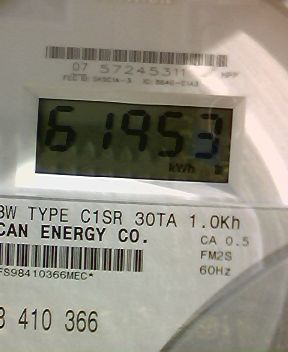 07 57245311
61953
kWh
3W TYPE C1SR 30TA 1.0Kh
CAN ENERGY CO.
CA 0.5
FM2S
60Hz
FS98410366MEC*
410 366